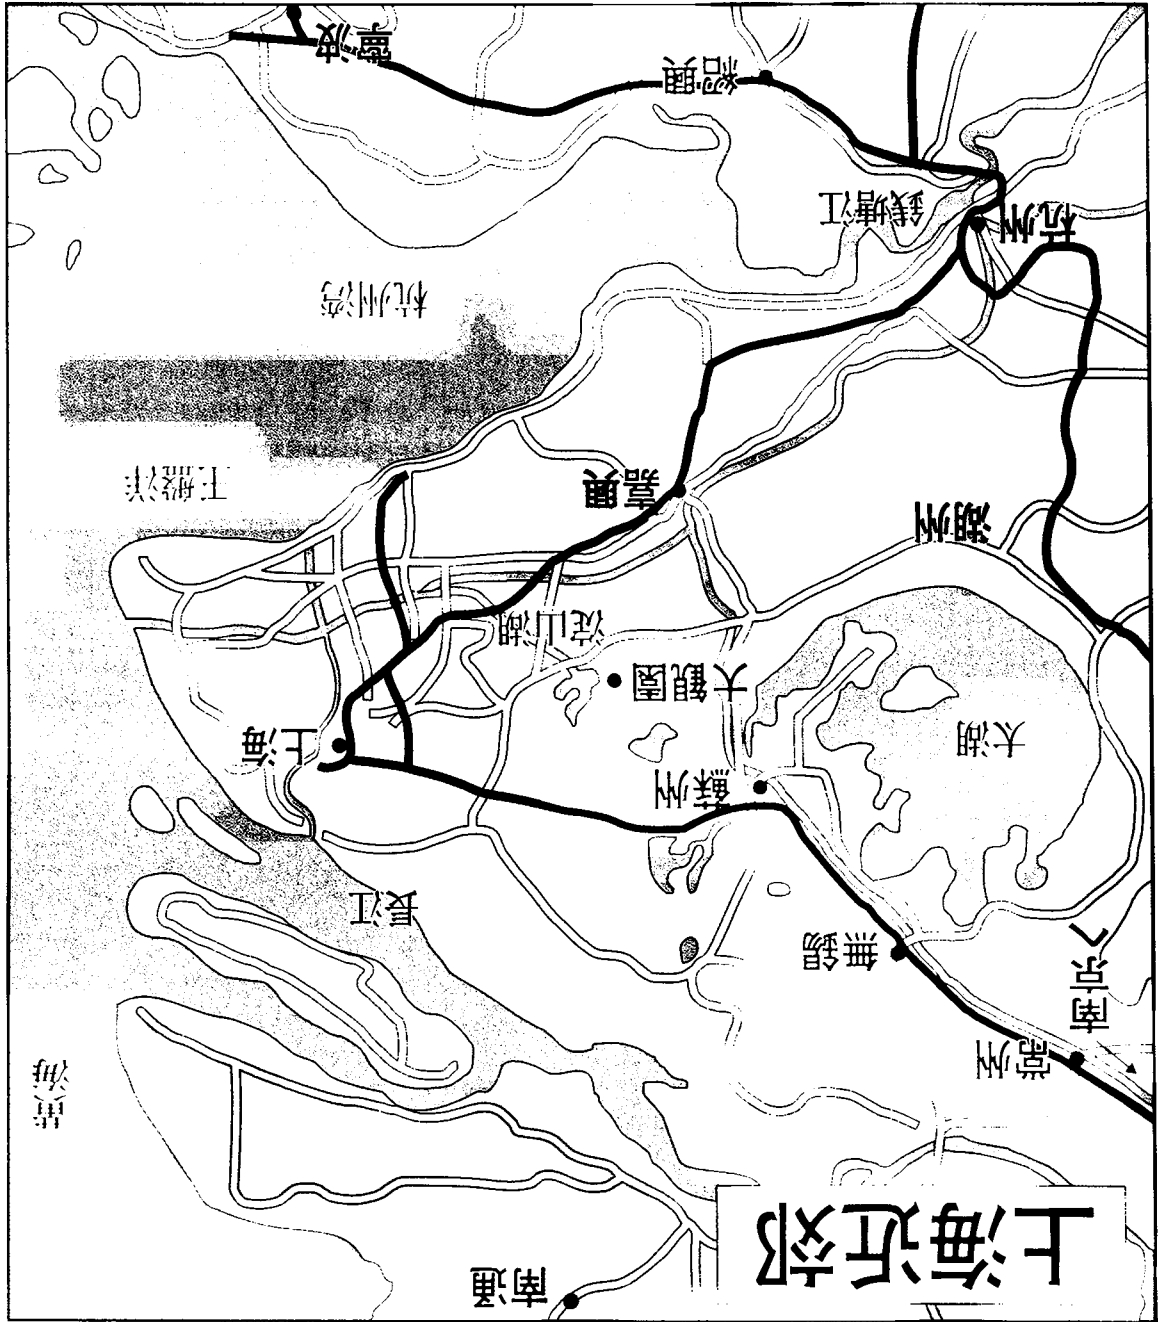 上海近郊
南通
黄海
常州
南京へ
無錫
長江
蘇州
上海
太湖
大観園
淀山湖
湖州
嘉興
王盤洋
杭州湾
杭州
銭塘江
紹興
寧波